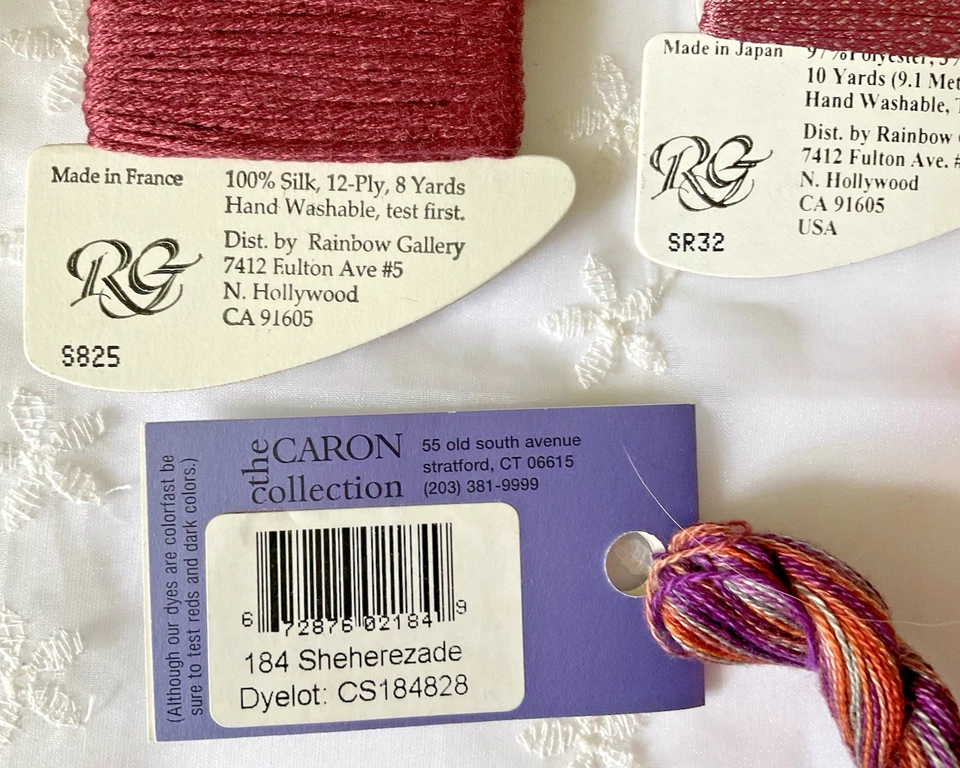 Made in France
100% Silk, 12-Ply, 8 Yards
Hand Washable, test first.
Dist. by Rainbow Gallery
7412 Fulton Ave #5
N. Hollywood
CA 91605
RG
S825
Made in Japan
97%Polyester, 3
10 Yards (9.1 Met
Hand Washable,
Dist. by Rainbow
7412 Fulton Ave. #
N. Hollywood
CA 91605
USA
RG
SR32
the CARON
collection
55 old south avenue
stratford, CT 06615
(203) 381-9999
(Although our dyes are colorfast be
sure to test reds and dark colors.)
6 72876 02184 9
184 Sheherezade
Dyelot: CS184828